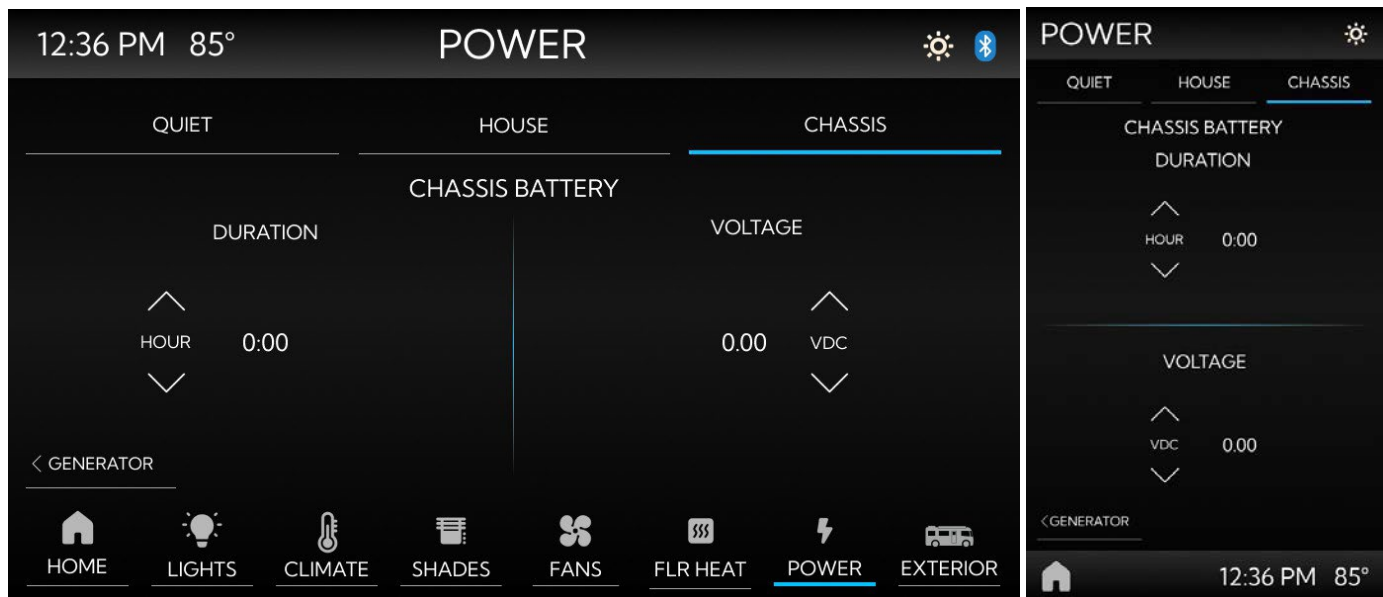 12:36 PM 85° POWER
QUIET HOUSE CHASSIS
CHASSIS BATTERY
DURATION VOLTAGE
HOUR 0:00 0.00 VDC
< GENERATOR
HOME LIGHTS CLIMATE SHADES FANS FLR HEAT POWER EXTERIOR
POWER
QUIET HOUSE CHASSIS
CHASSIS BATTERY
DURATION
HOUR 0:00
VOLTAGE
VDC 0.00
<GENERATOR
12:36 PM 85°